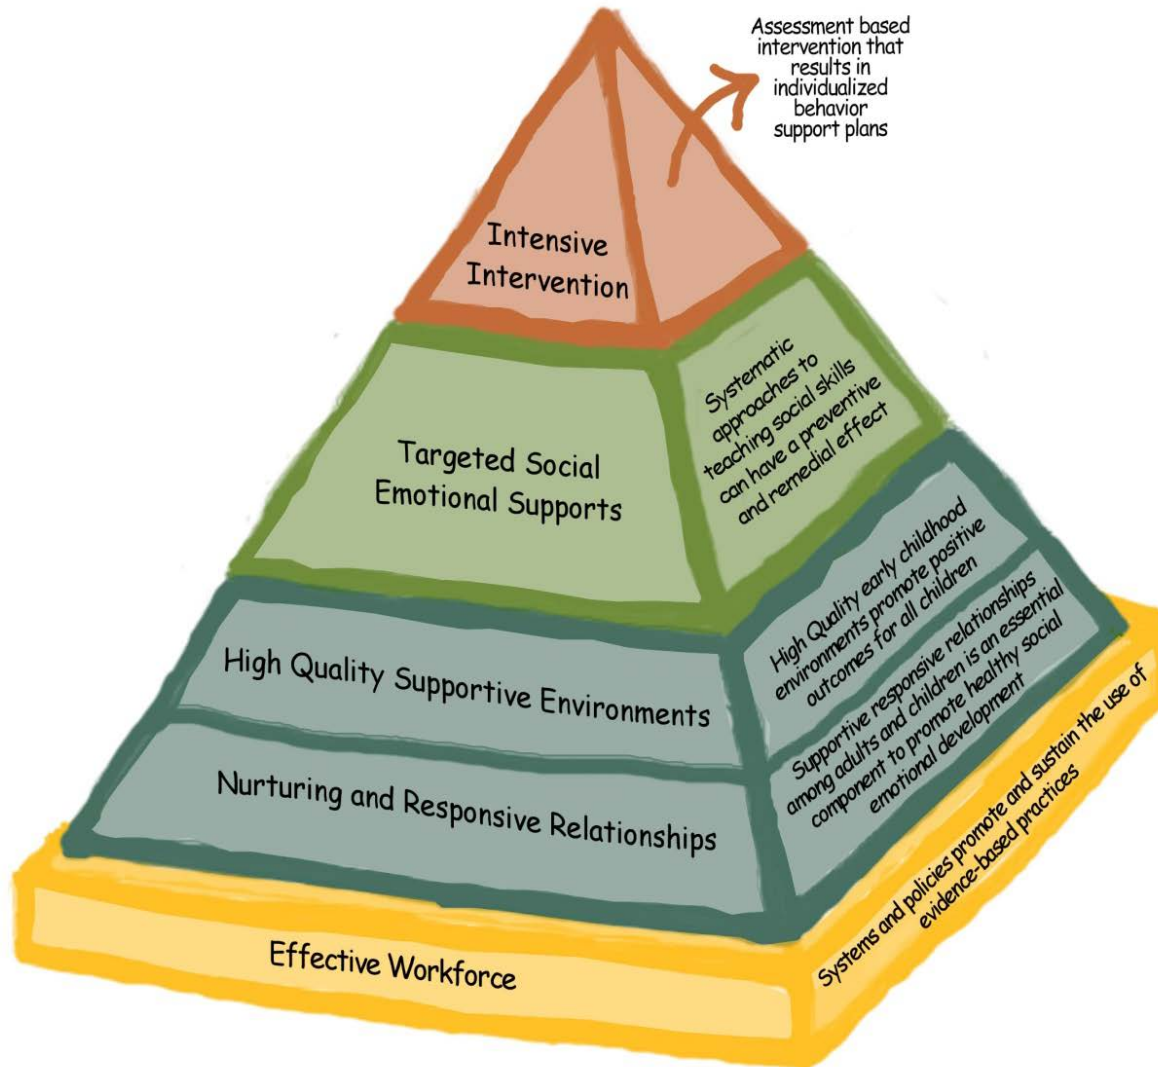 Assessment based
intervention that
results in
individualized
behavior
support plans
Intensive
Intervention
Systematic
approaches to
teaching social skills
can have a preventive
and remedial effect
Targeted Social
Emotional Supports
High Quality early childhood
environments promote positive
outcomes for all children
High Quality Supportive Environments
Supportive responsive relationships
among adults and children is an essential
component to promote healthy social
emotional development
Nurturing and Responsive Relationships
Systems and policies promote and sustain the use of
evidence-based practices
Effective Workforce